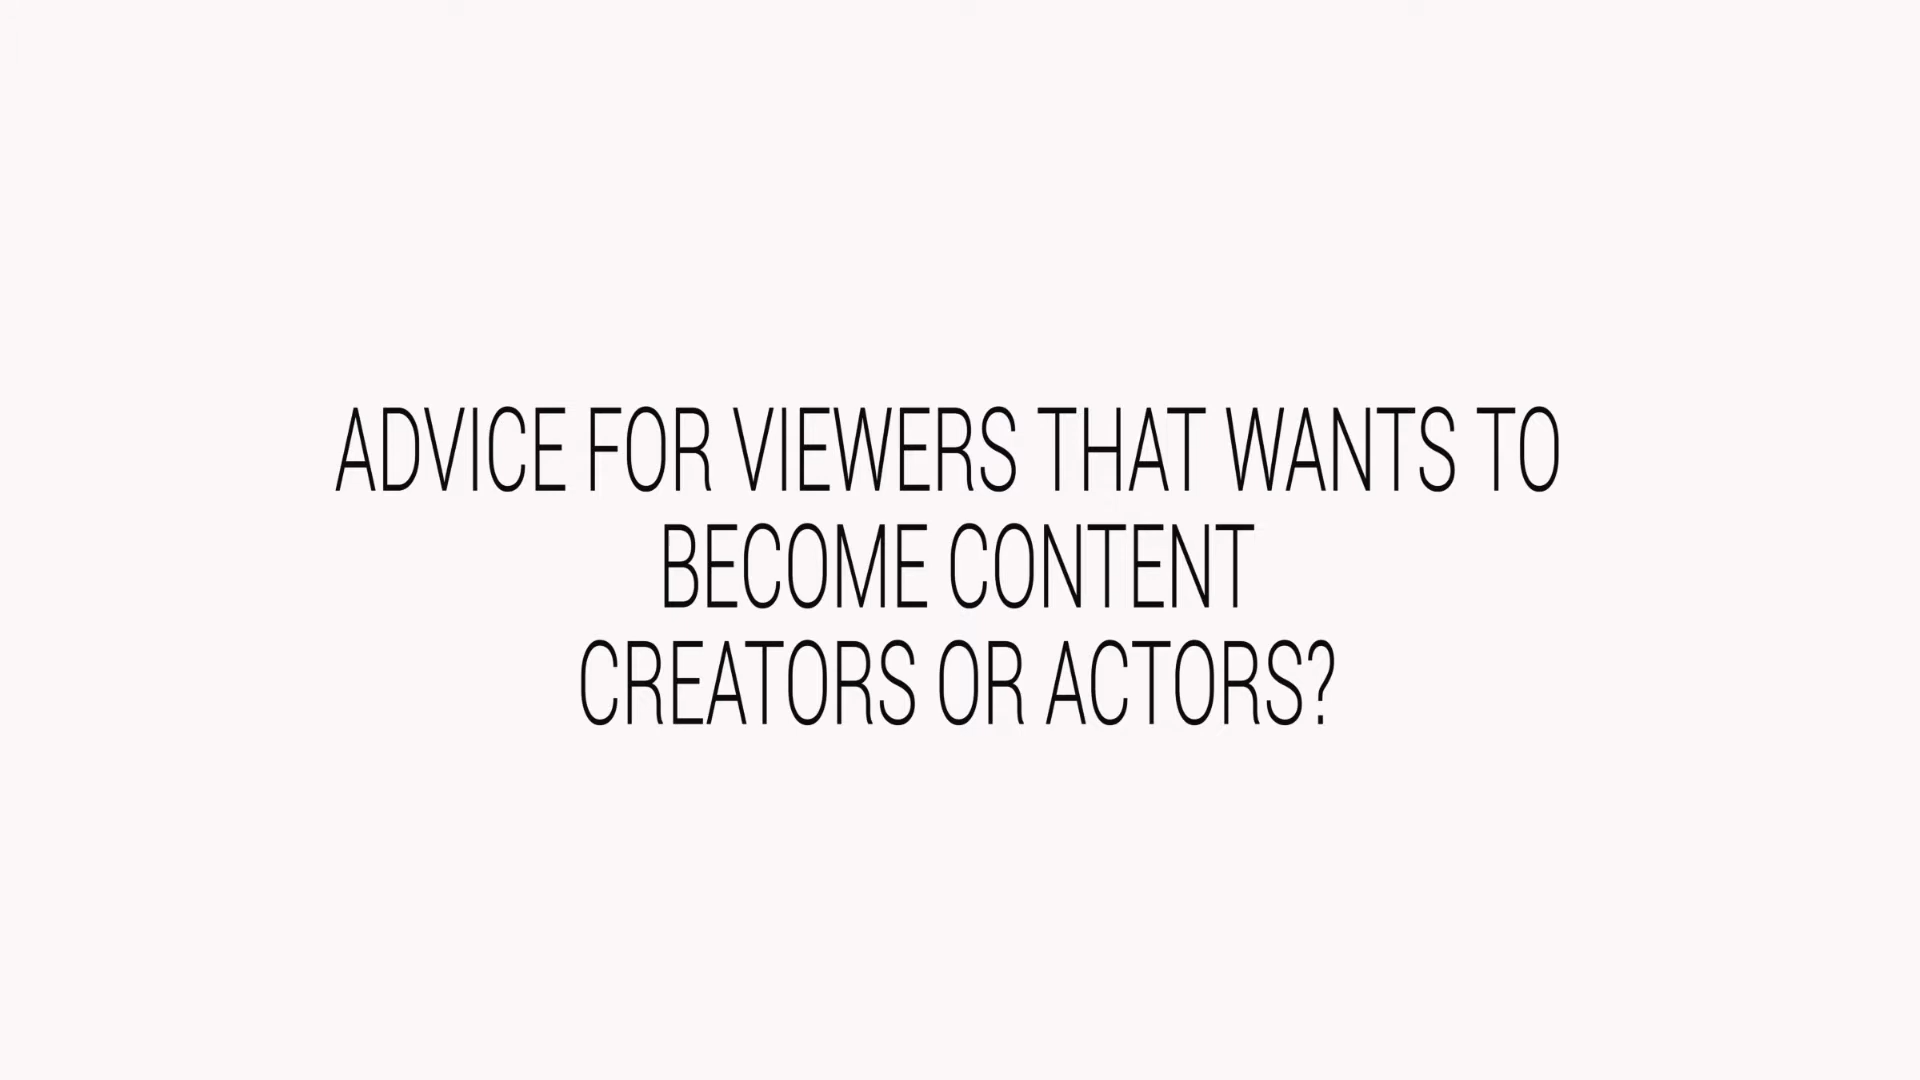 ADVICE FOR VIEWERS THAT WANTS TO
BECOME CONTENT
CREATORS OR ACTORS?